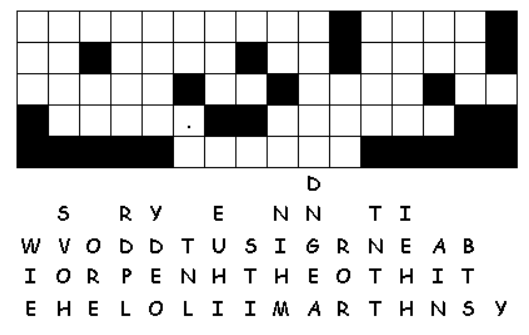 D
S R Y E N N T I
W V O D D T U S I G R N E A B
I O R P E N H T H E O T H I T
E H E L O L I I M A R T H N S Y